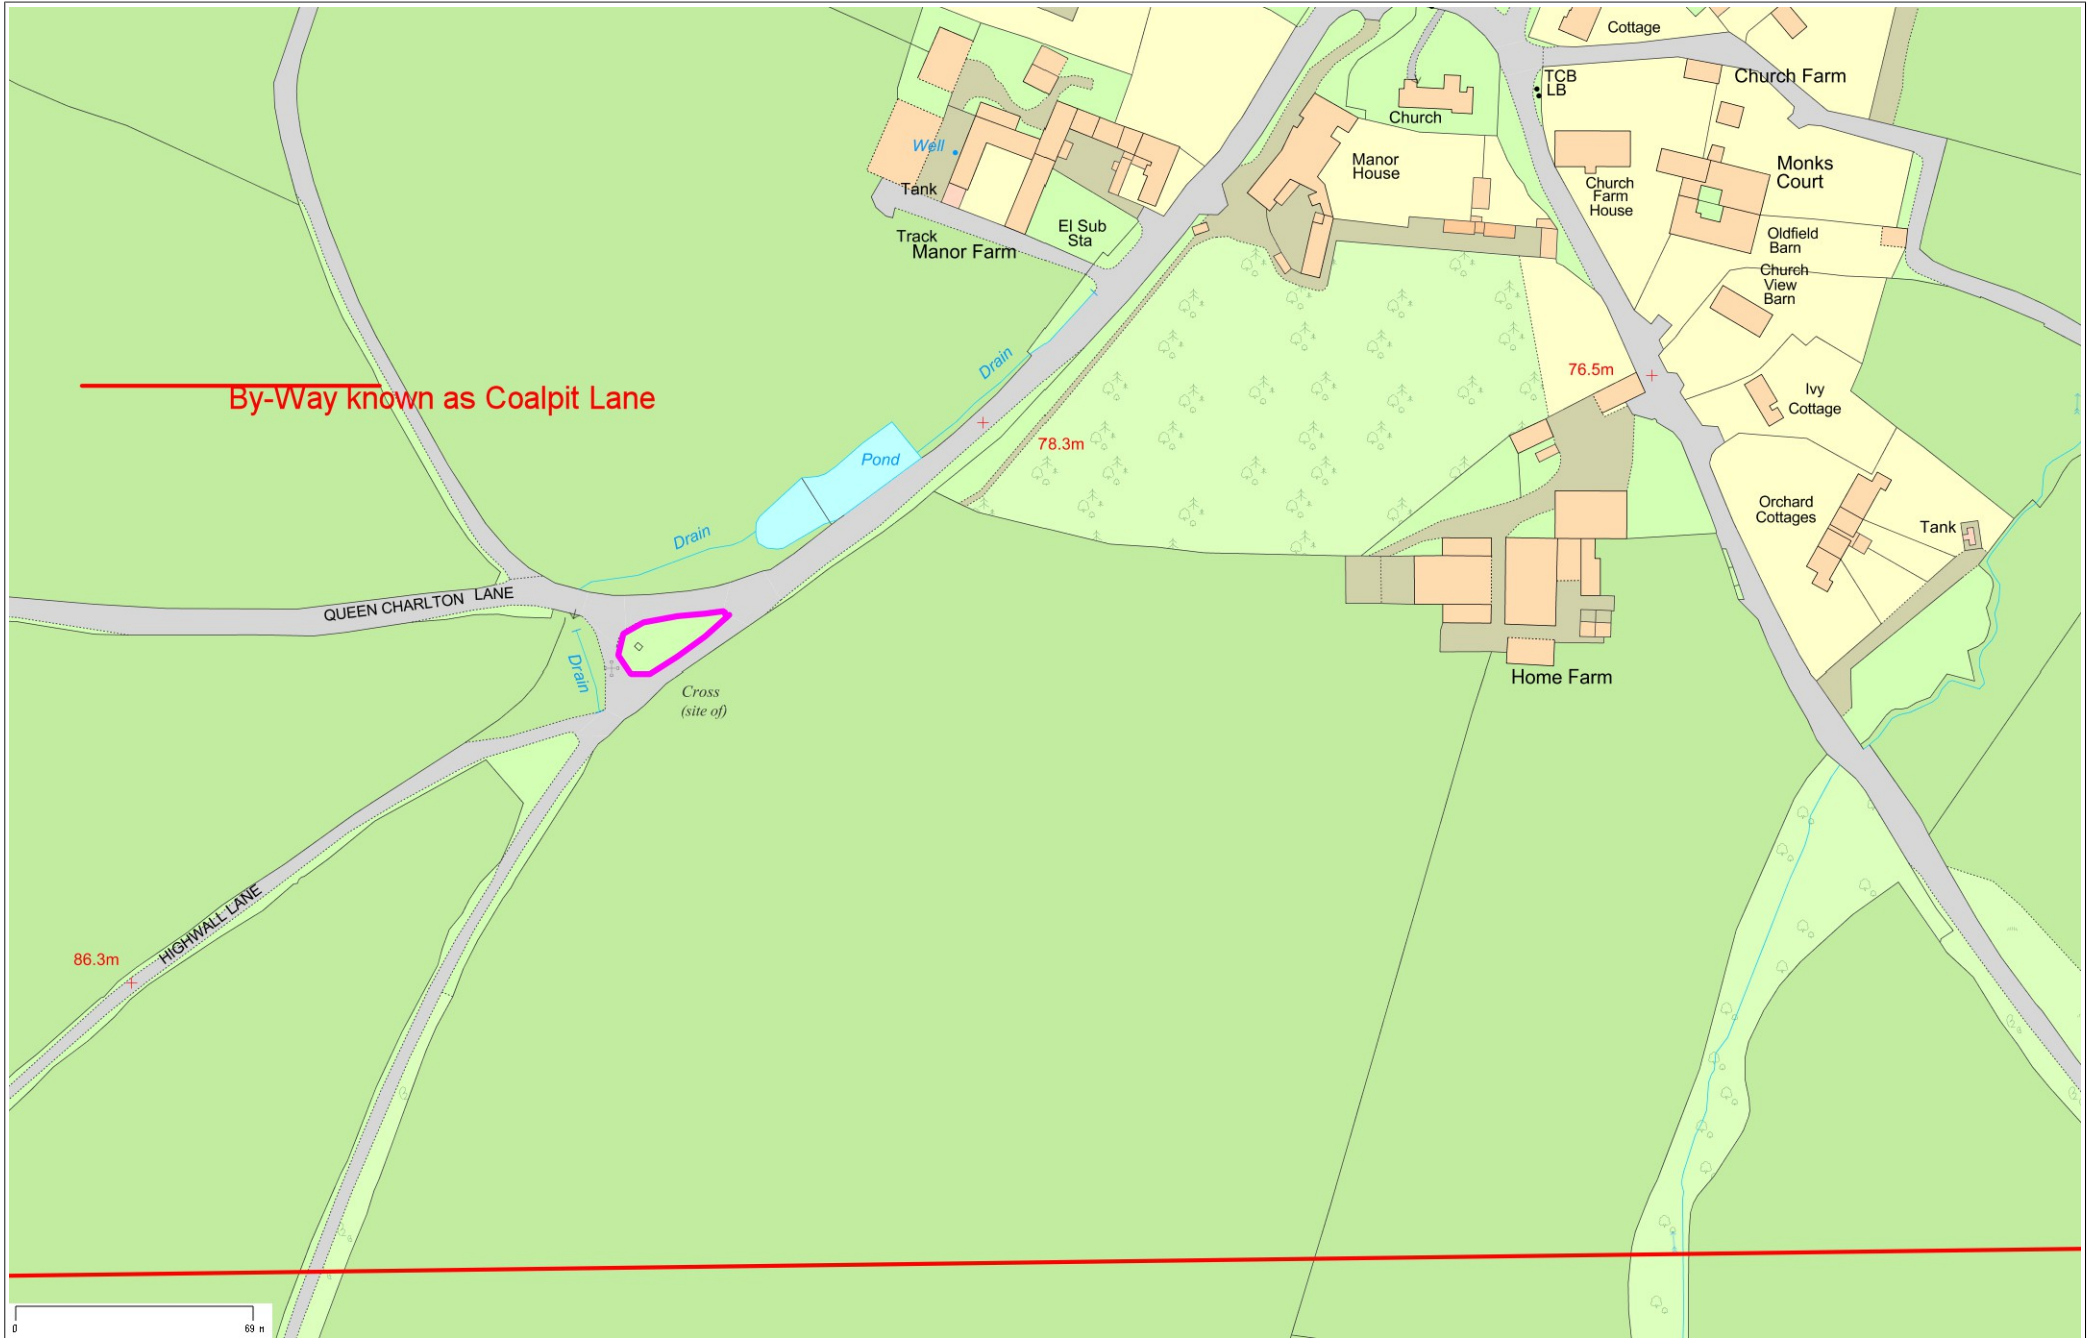 Cottage
TCB
LB
Church Farm
Church
Well
Manor
House
Monks
Court
Church
Farm
House
Tank
El Sub
Sta
Track
Manor Farm
Oldfield
Barn
Church
View
Barn
Drain
76.5m
By-Way known as Coalpit Lane
Ivy
Cottage
78.3m
Pond
Orchard
Cottages
Tank
Drain
QUEEN CHARLTON LANE
Drain
Cross
(site of)
Home Farm
HIGHWALL LANE
86.3m
0
69 m